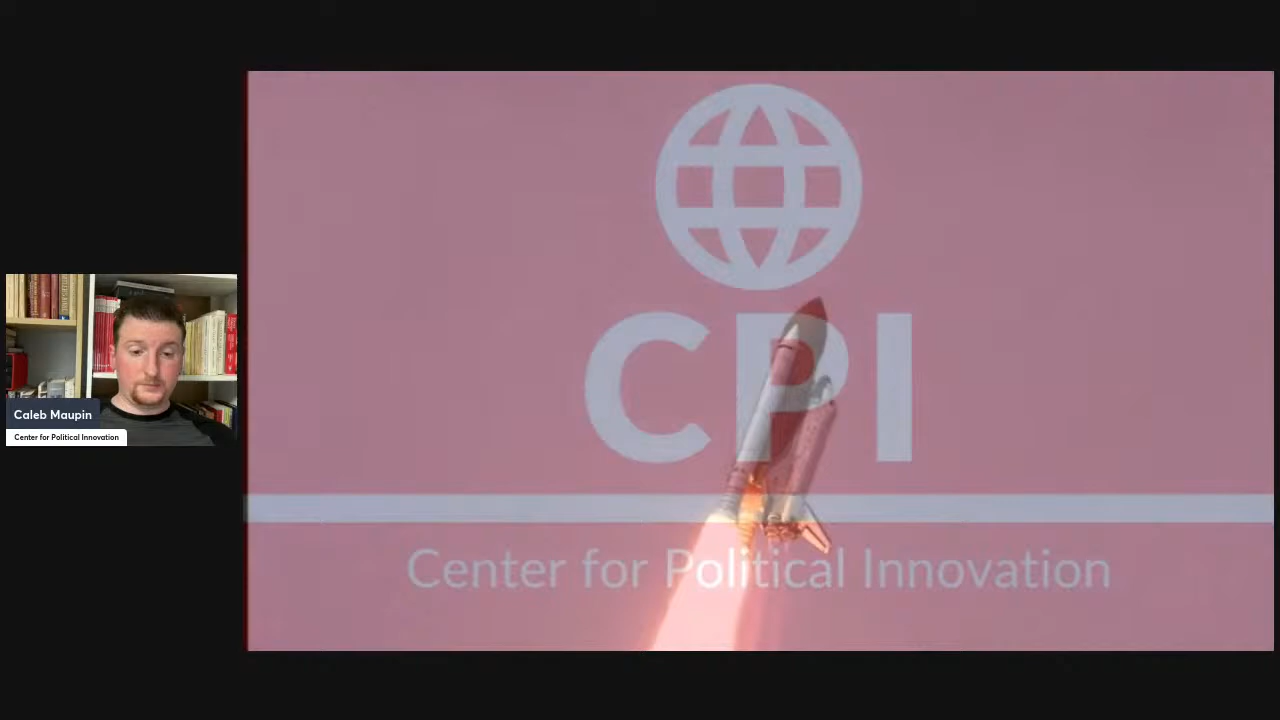 Caleb Maupin
Center for Political Innovation
CPI
Center for Political Innovation